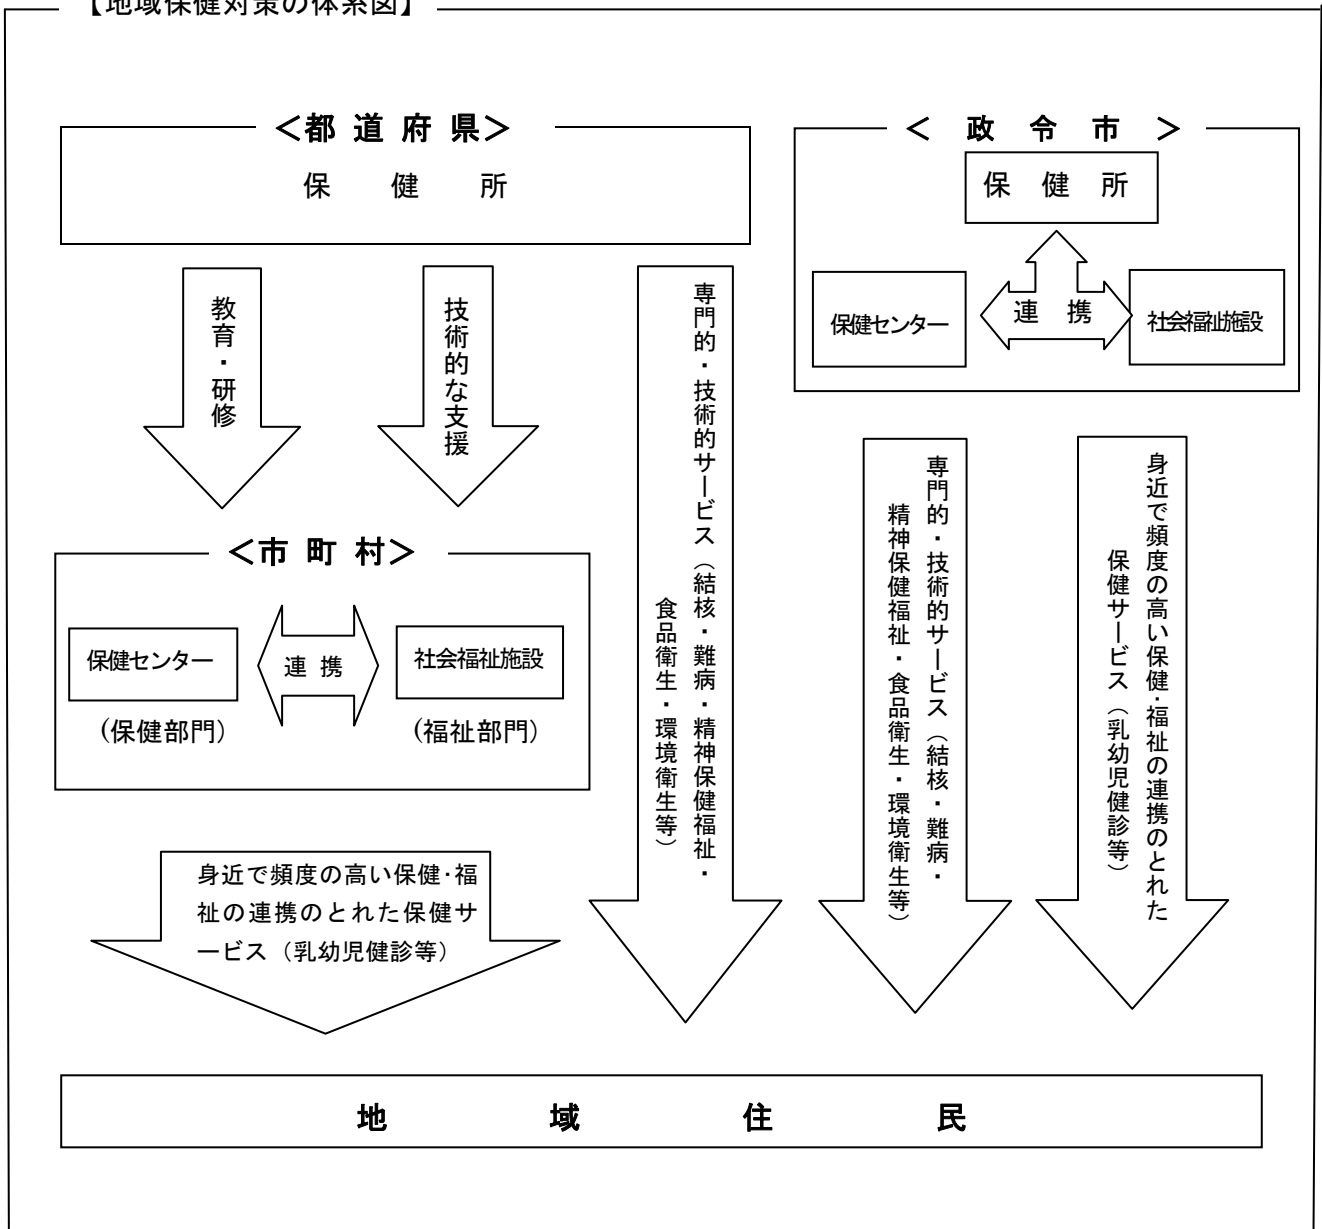 【地域保健対策の体系図】
＜都 道 府 県＞
保 健 所
教育・研修
技術的な支援
専門的・技術的サービス（結核・難病・精神保健福祉・
食品衛生・環境衛生等）
＜市 町 村＞
保健センター
連 携
社会福祉施設
(保健部門)
(福祉部門)
身近で頻度の高い保健・福
祉の連携のとれた保健サ
ービス（乳幼児健診等）
＜ 政 令 市 ＞
保 健 所
保健センター
連 携
社会福祉施設
専門的・技術的サービス（結核・難病・
精神保健福祉・食品衛生・環境衛生等）
身近で頻度の高い保健・福祉の連携のとれた
保健サービス（乳幼児健診等）
地 域 住 民